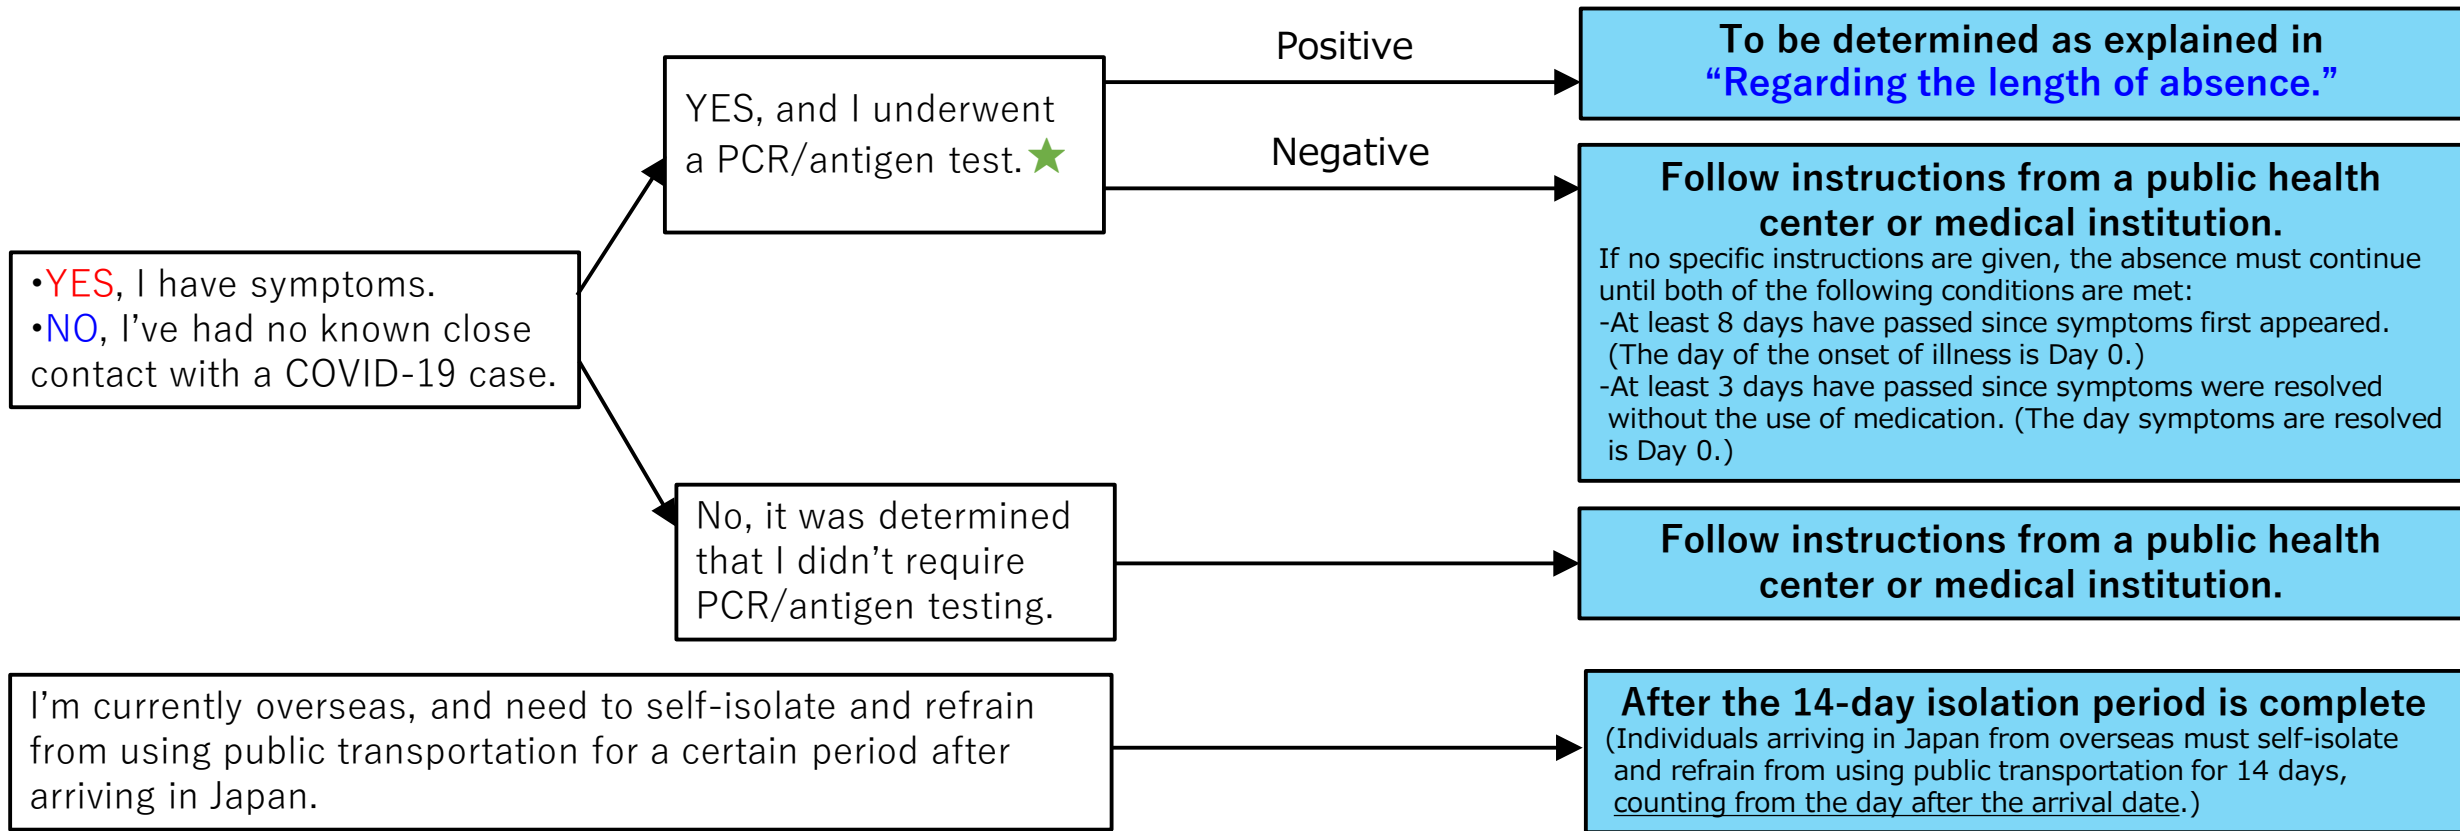 •YES, I have symptoms.
•NO, I've had no known close
contact with a COVID-19 case.
YES, and I underwent
a PCR/antigen test.★
Positive
To be determined as explained in
“Regarding the length of absence.”
Negative
Follow instructions from a public health
center or medical institution.
If no specific instructions are given, the absence must continue
until both of the following conditions are met:
-At least 8 days have passed since symptoms first appeared.
(The day of the onset of illness is Day 0.)
-At least 3 days have passed since symptoms were resolved
without the use of medication. (The day symptoms are resolved
is Day 0.)
No, it was determined
that I didn’t require
PCR/antigen testing.
Follow instructions from a public health
center or medical institution.
I’m currently overseas, and need to self-isolate and refrain
from using public transportation for a certain period after
arriving in Japan.
After the 14-day isolation period is complete
(Individuals arriving in Japan from overseas must self-isolate
and refrain from using public transportation for 14 days,
counting from the day after the arrival date.)